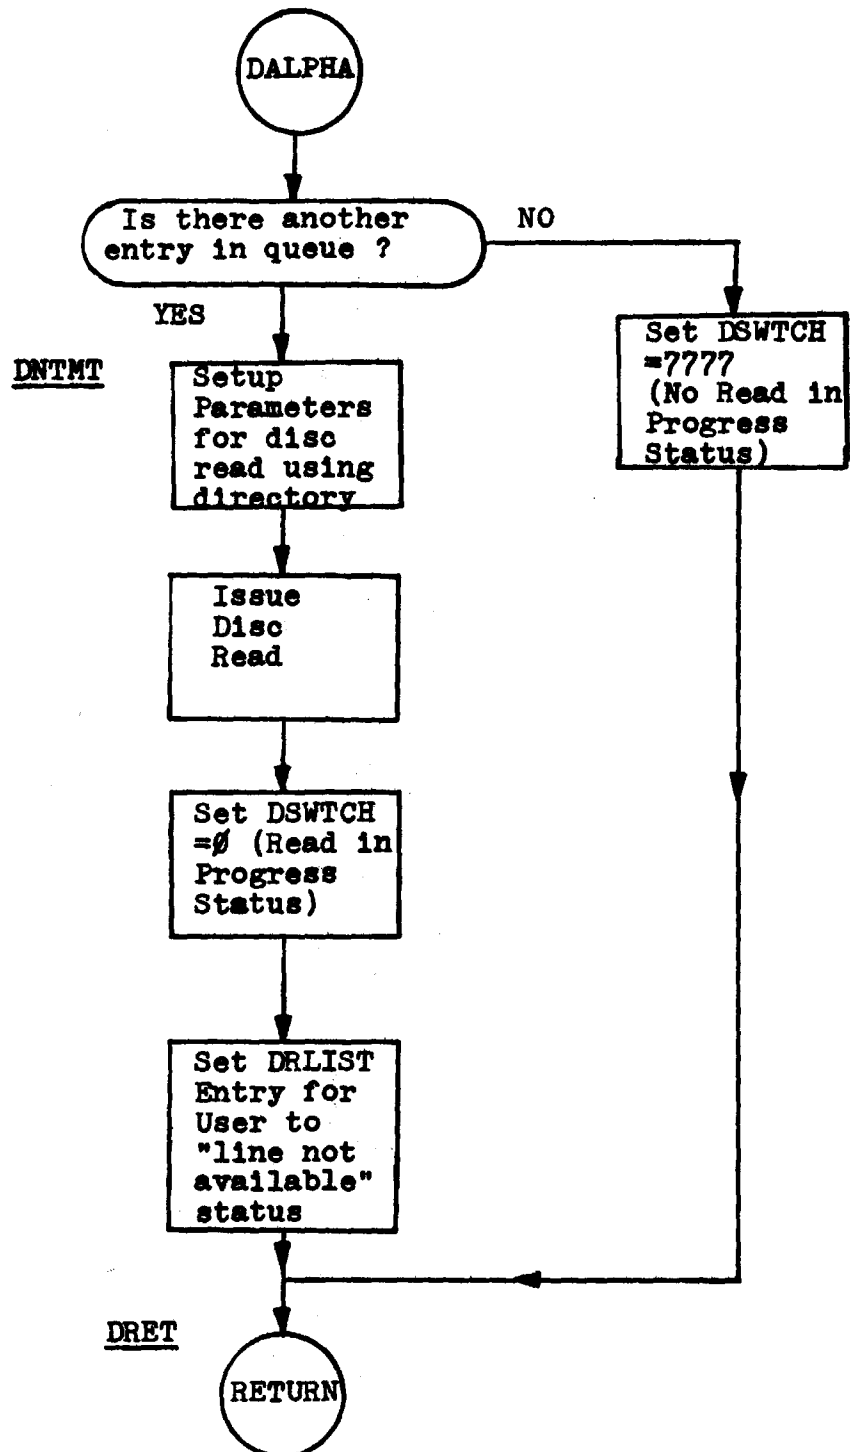 DALPHA
Is there another
entry in queue ?
NO
YES
Set DSWTCH
=7777
(No Read in
Progress
Status)
DNTMT
Setup
Parameters
for disc
read using
directory
Issue
Disc
Read
Set DSWTCH
=Ø (Read in
Progress
Status)
Set DRLIST
Entry for
User to
"line not
available"
status
DRET
RETURN